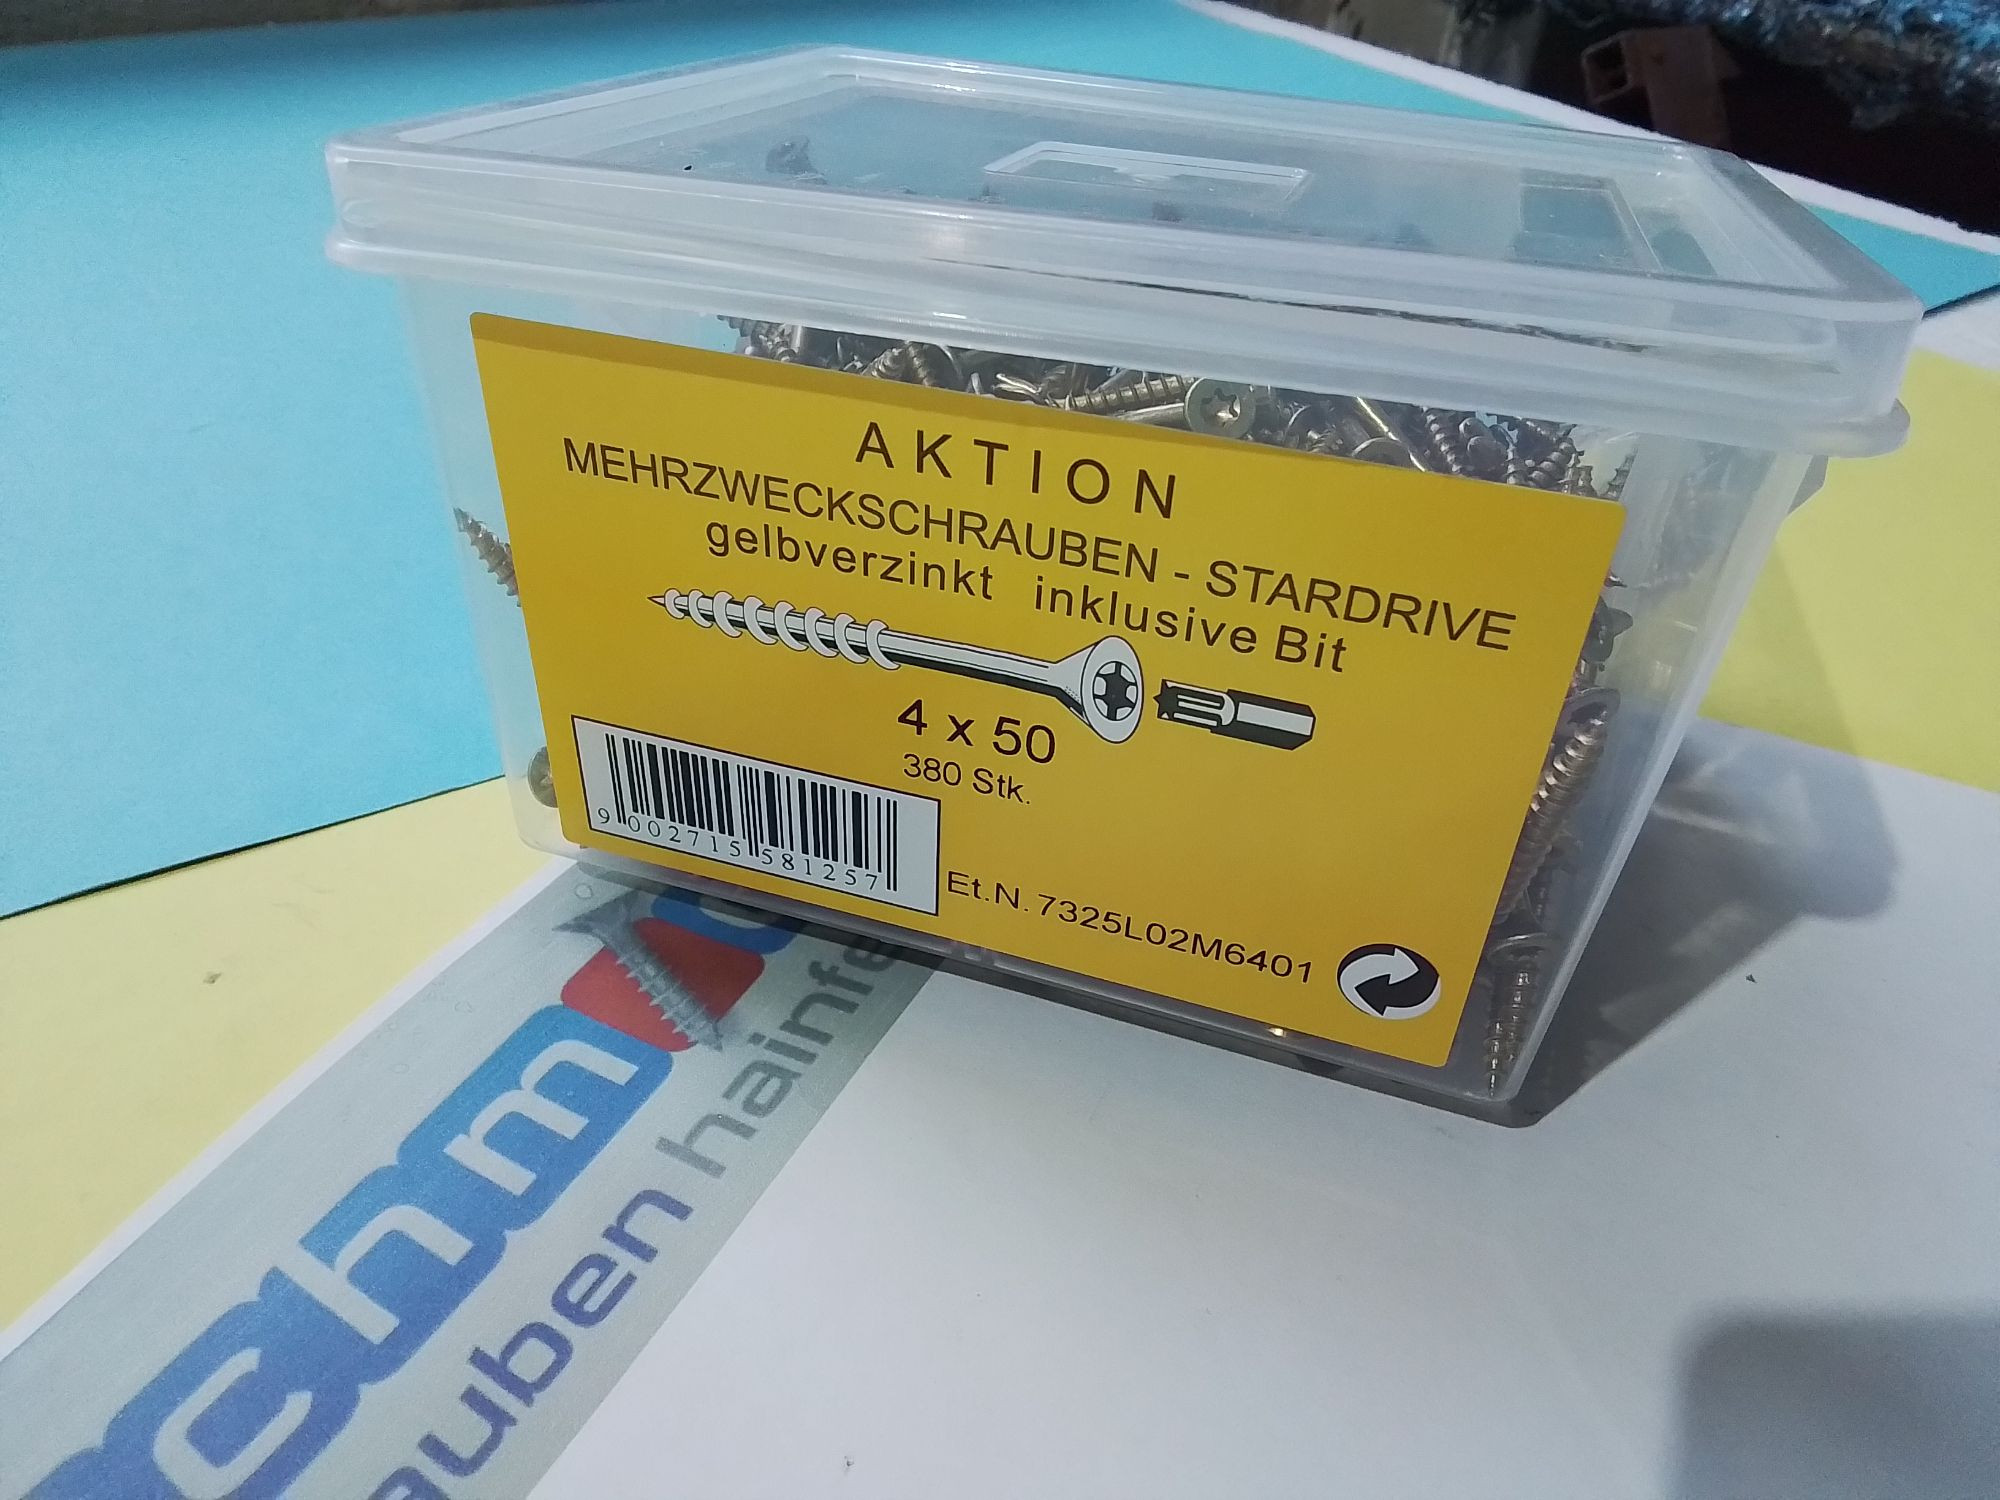 AKTION
MEHRZWECKSCHRAUBEN - STARDRIVE
gelbverzinkt inklusive Bit
4 x 50
380 Stk.
9 002715 581257
Et.N. 7325L02M6401